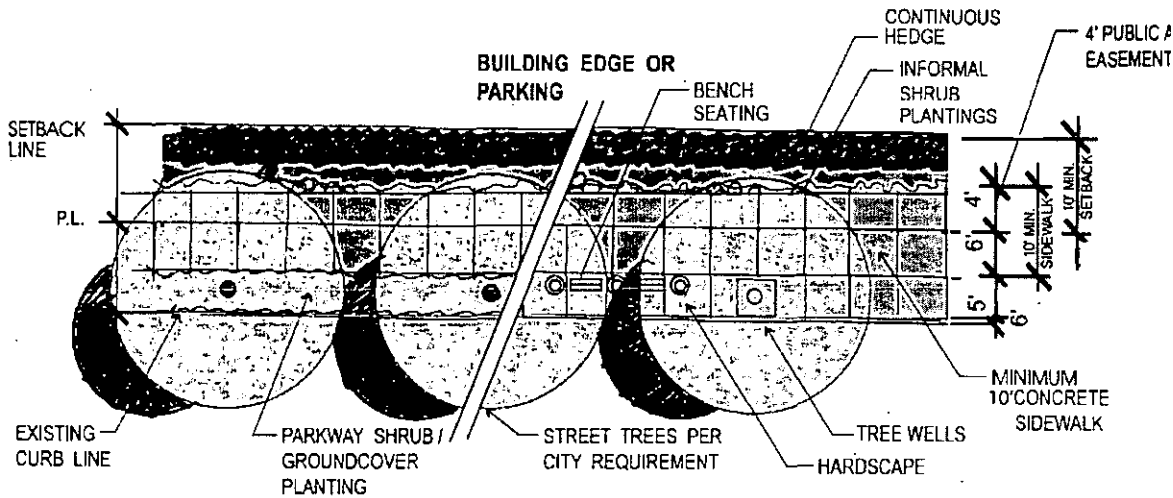 CONTINUOUS
HEDGE
4' PUBLIC A
EASEMENT
BUILDING EDGE OR
PARKING
BENCH
SEATING
INFORMAL
SHRUB
PLANTINGS
SETBACK
LINE
P.L.
4'
6'
5'
6'
10' MIN.
SIDEWALK
10' MIN.
SETBACK
MINIMUM
10'CONCRETE
SIDEWALK
EXISTING
CURB LINE
PARKWAY SHRUB/
GROUNDCOVER
PLANTING
STREET TREES PER
CITY REQUIREMENT
TREE WELLS
HARDSCAPE